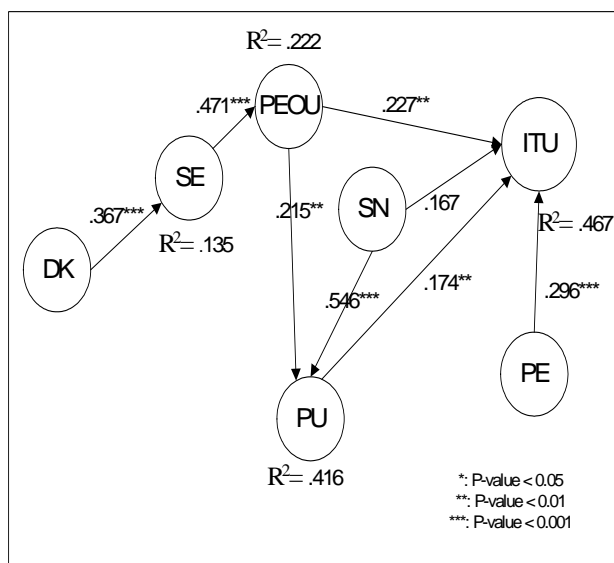 R²= .222
.471***
PEOU
.227**
ITU
SE
.367***
.215**
SN
.167
R²= .467
R²= .135
DK
.546***
.174**
.296***
PE
PU
R²= .416
*: P-value < 0.05
**: P-value < 0.01
***: P-value < 0.001